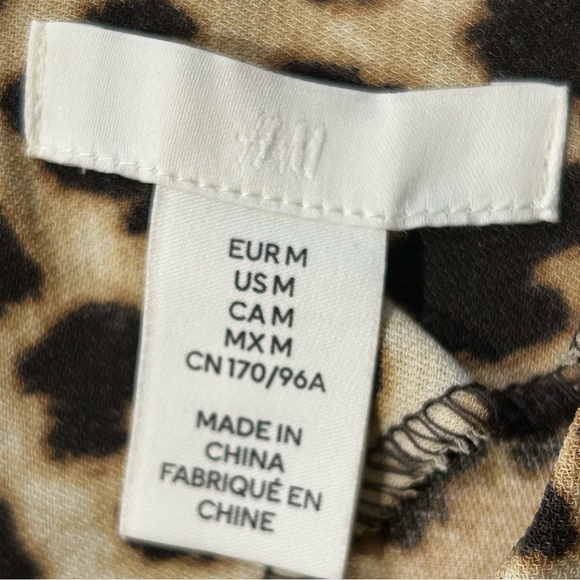 H&M
EUR M
US M
CA M
MX M
CN 170/96A
MADE IN
CHINA
FABRIQUÉ EN
CHINE